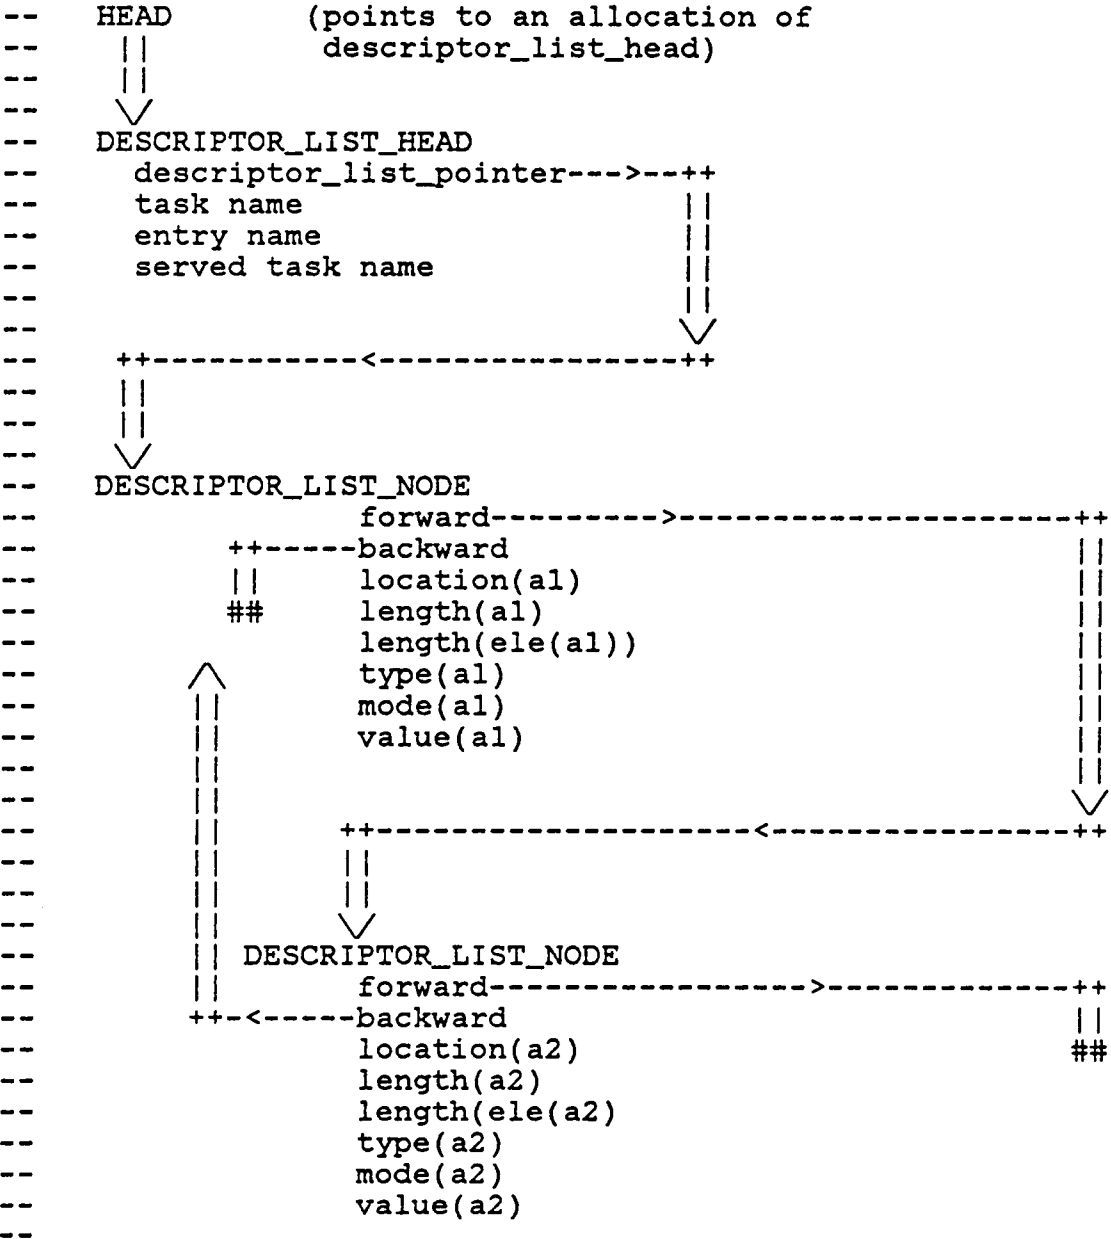 --   HEAD       (points to an allocation of
--    ||         descriptor_list_head)
--    ||
--    \/
--   DESCRIPTOR_LIST_HEAD
--     descriptor_list_pointer--->--++
--     task name                    ||
--     entry name                   ||
--     served task name             ||
--                                  ||
--                                  \/
--    ++-----------<----------------++
--    ||
--    ||
--    \/
--   DESCRIPTOR_LIST_NODE
--                 forward--------->---------------------++
--          ++-----backward                              ||
--          ||     location(a1)                          ||
--          ##     length(a1)                            ||
--                 length(ele(a1))                       ||
--        /\       type(a1)                              ||
--        ||       mode(a1)                              ||
--        ||       value(a1)                             ||
--        ||                                             ||
--        ||                                             \/
--        ||      ++--------------------<----------------++
--        ||      ||
--        ||      ||
--        ||      \/
--        || DESCRIPTOR_LIST_NODE
--        ||       forward----------------->-------------++
--        ++-<-----backward                              ||
--                 location(a2)                          ##
--                 length(a2)
--                 length(ele(a2)
--                 type(a2)
--                 mode(a2)
--                 value(a2)
--